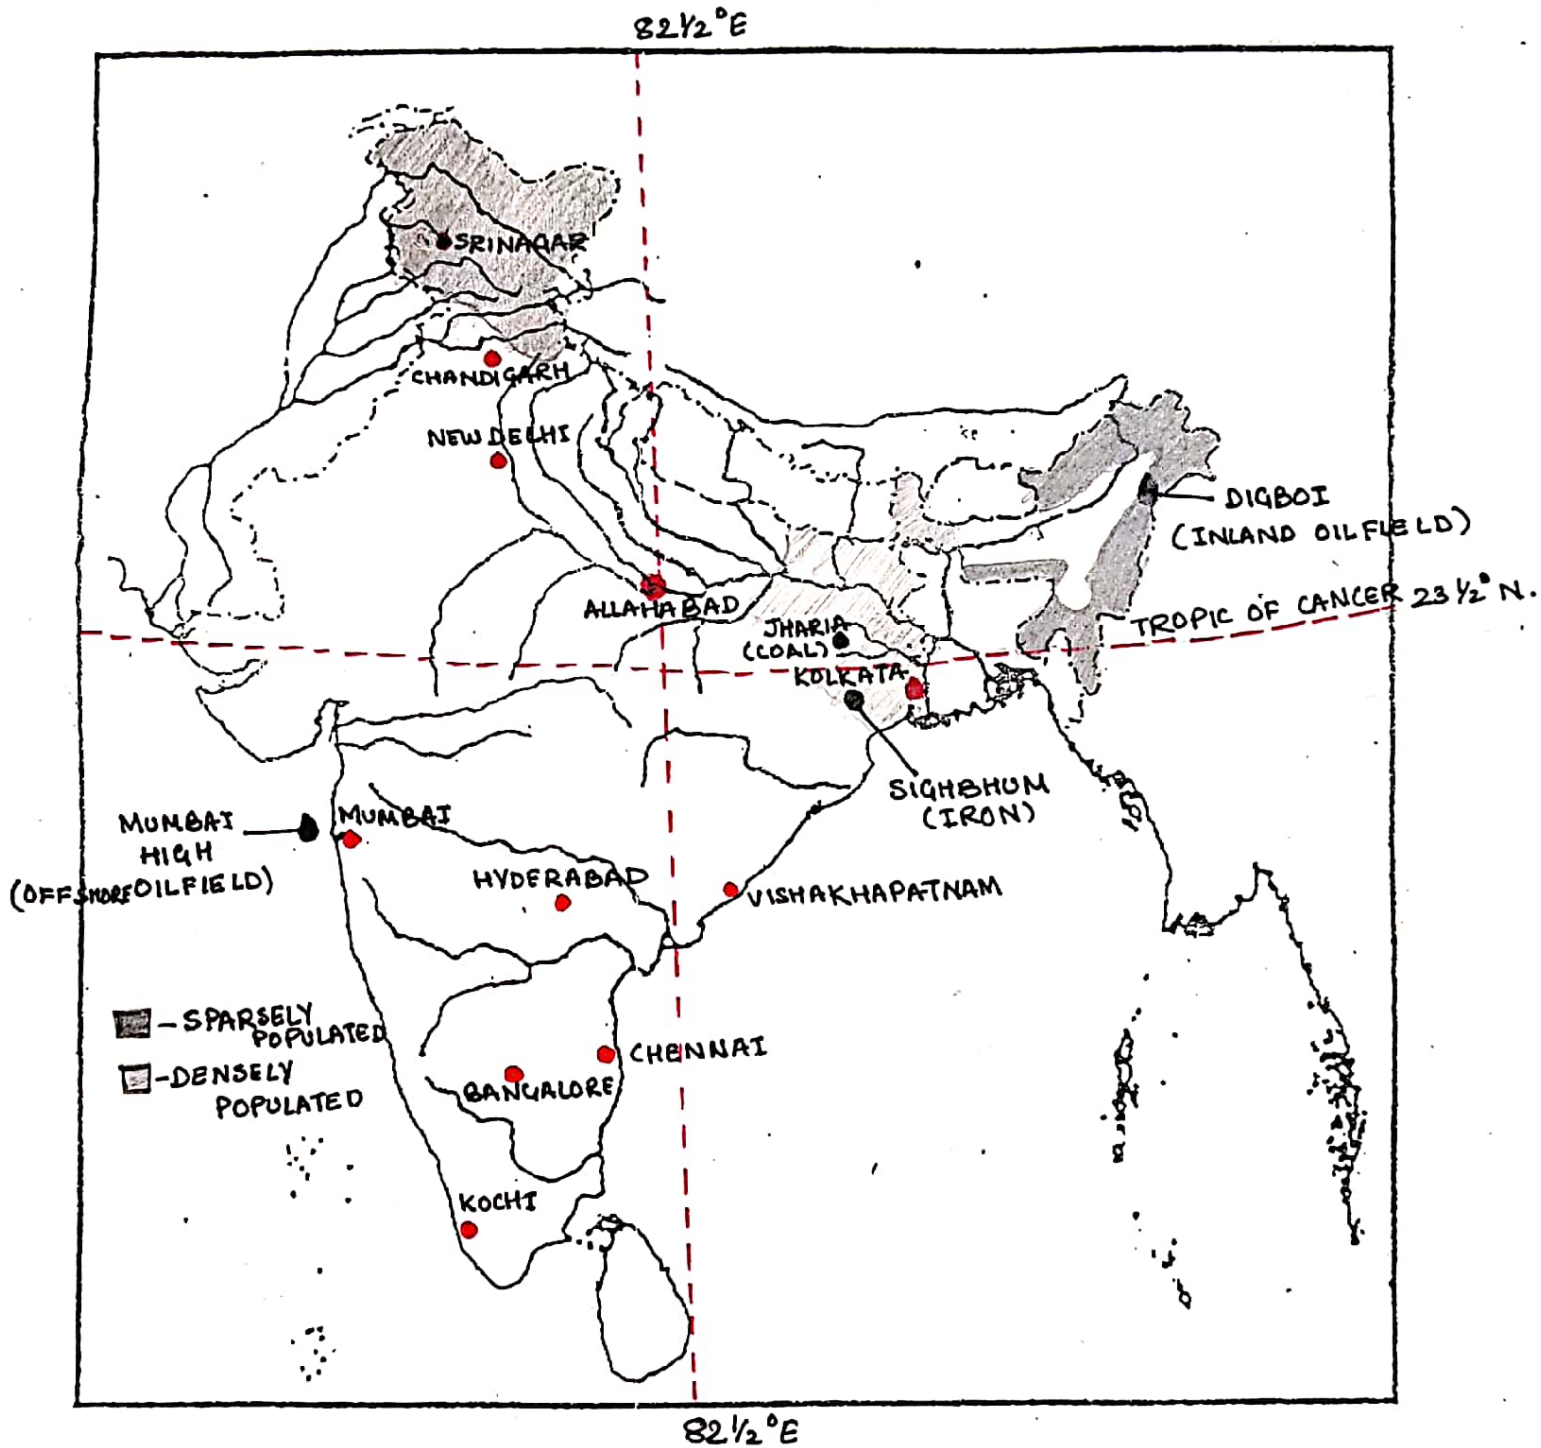 82½°E
SRINAGAR
CHANDIGARH
NEW DELHI
DIGBOI
(INLAND OILFIELD)
ALLAHABAD
TROPIC OF CANCER 23½° N.
JHARIA
(COAL)
KOLKATA
SIGHBHUM
(IRON)
MUMBAI
HIGH
(OFFSHORE OILFIELD)
MUMBAI
HYDERABAD
VISHAKHAPATNAM
- SPARSELY
POPULATED
- DENSELY
POPULATED
CHENNAI
BANGALORE
KOCHI
82½°E